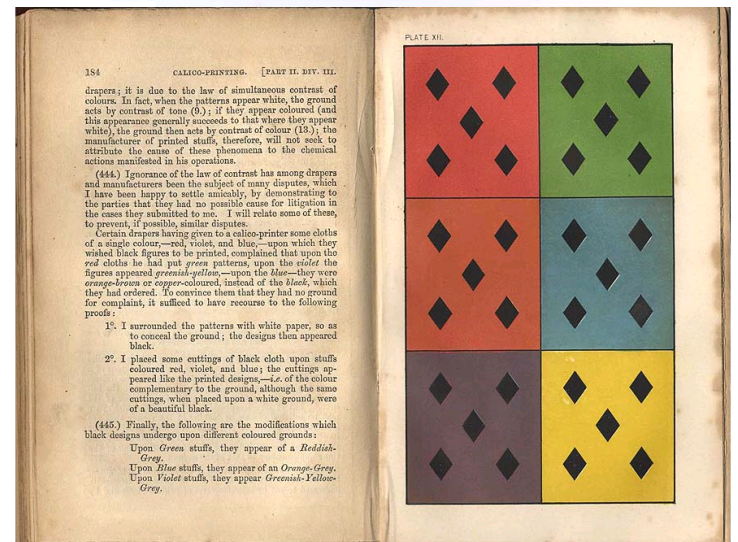 184 CALICO-PRINTING. [PART II. DIV. III.
drapers; it is due to the law of simultaneous contrast of
colours. In fact, when the patterns appear white, the ground
acts by contrast of tone (9.); if they appear coloured (and
this appearance generally succeeds to that where they appear
white), the ground then acts by contrast of colour (13.); the
manufacturer of printed stuffs, therefore, will not seek to
attribute the cause of these phenomena to the chemical
actions manifested in his operations.
(444.) Ignorance of the law of contrast has among drapers
and manufacturers been the subject of many disputes, which
I have been happy to settle amicably, by demonstrating to
the parties that they had no possible cause for litigation in
the cases they submitted to me. I will relate some of these,
to prevent, if possible, similar disputes.
Certain drapers having given to a calico-printer some cloths
of a single colour,—red, violet, and blue,—upon which they
wished black figures to be printed, complained that upon the
red cloths he had put green patterns, upon the violet the
figures appeared greenish-yellow,—upon the blue—they were
orange-brown or copper-coloured, instead of the black, which
they had ordered. To convince them that they had no ground
for complaint, it sufficed to have recourse to the following
proofs:
1°. I surrounded the patterns with white paper, so as
to conceal the ground; the designs then appeared
black.
2°. I placed some cuttings of black cloth upon stuffs
coloured red, violet, and blue; the cuttings ap-
peared like the printed designs,—i.e. of the colour
complementary to the ground, although the same
cuttings, when placed upon a white ground, were
of a beautiful black.
(445.) Finally, the following are the modifications which
black designs undergo upon different coloured grounds:
Upon Green stuffs, they appear of a Reddish-
Grey.
Upon Blue stuffs, they appear of an Orange-Grey.
Upon Violet stuffs, they appear Greenish-Yellow-
Grey.
PLATE XII.